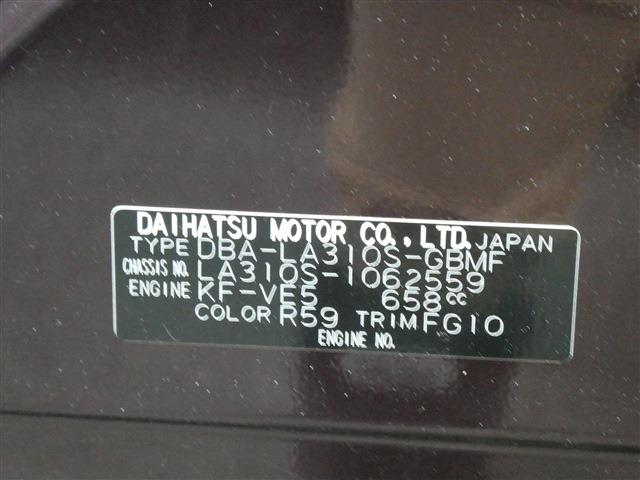 DAIHATSU MOTOR CO., LTD. JAPAN
TYPE DBA-LA310S-GBMF
CHASSIS NO. LA310S-1062559
ENGINE KF-VE5 658cc
COLOR R59 TRIM FG10
ENGINE NO.